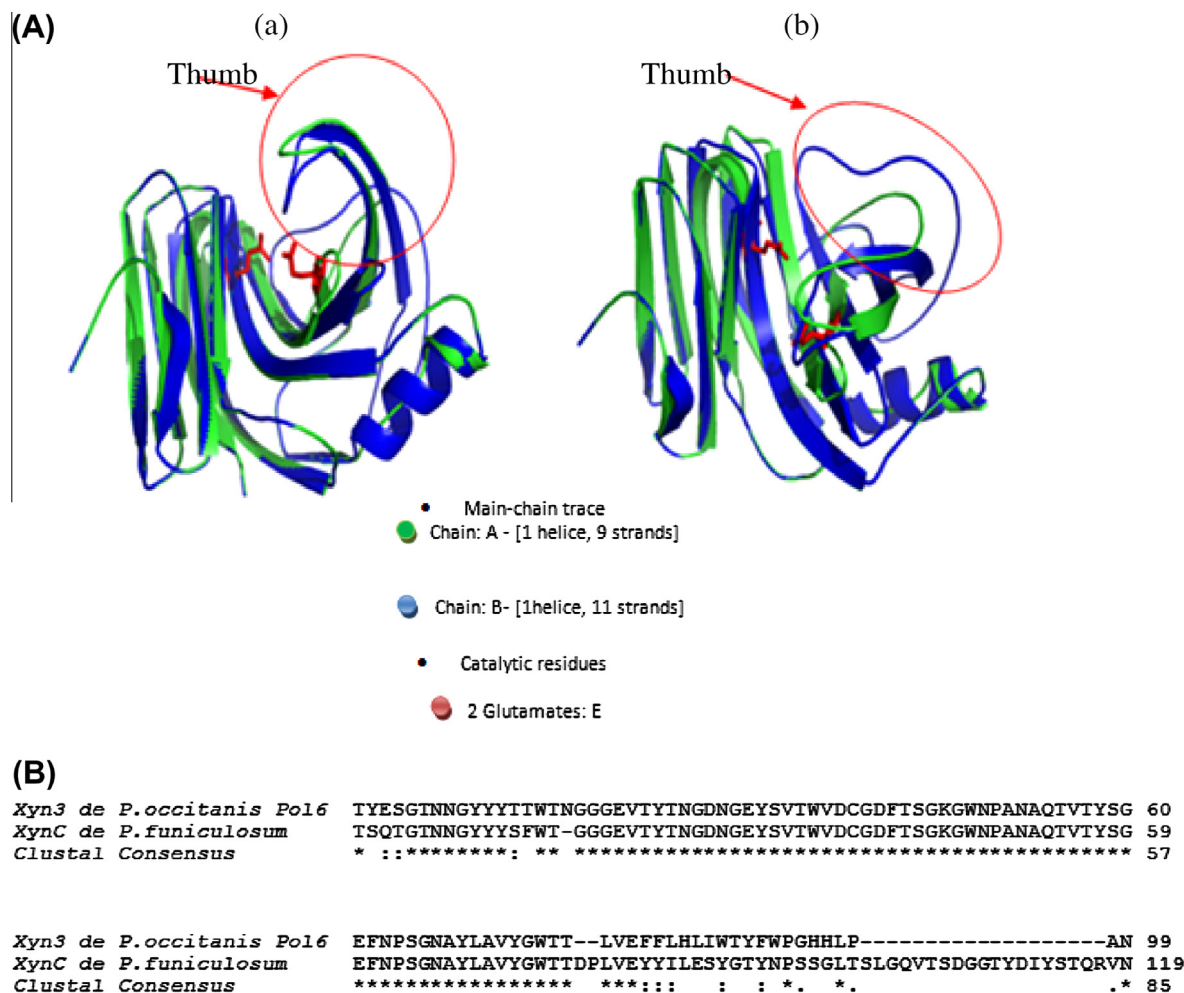 (A)
(a)
(b)
Thumb
Thumb
Main-chain trace
Chain: A - [1 helice, 9 strands]
Chain: B- [1helice, 11 strands]
Catalytic residues
2 Glutamates: E
(B)
Xyn3 de P.occitanis Pol6 TYESGTNNGYYYTTWTNGGGEVTYTNGDNGEYSVTWVDCGDFTSGKGWNPANAQTVTYSG 60
XynC de P.funiculosum TSQTGTNNGYYYSFWT-GGGEVTYTNGDNGEYSVTWVDCGDFTSGKGWNPANAQTVTYSG 59
Clustal Consensus * ::*******: ** ******************************************* 57
Xyn3 de P.occitanis Pol6 EFNPSGNAYLAVYGWTT--LVEFFLHLIWTYFWPGHHLP-------------------AN 99
XynC de P.funiculosum EFNPSGNAYLAVYGWTTDPLVEYYILESYGTYNPSSGLTSLGQVTSDGGTYDIYSTQRVN 119
Clustal Consensus ***************** ***::: : : *. *. .* 85